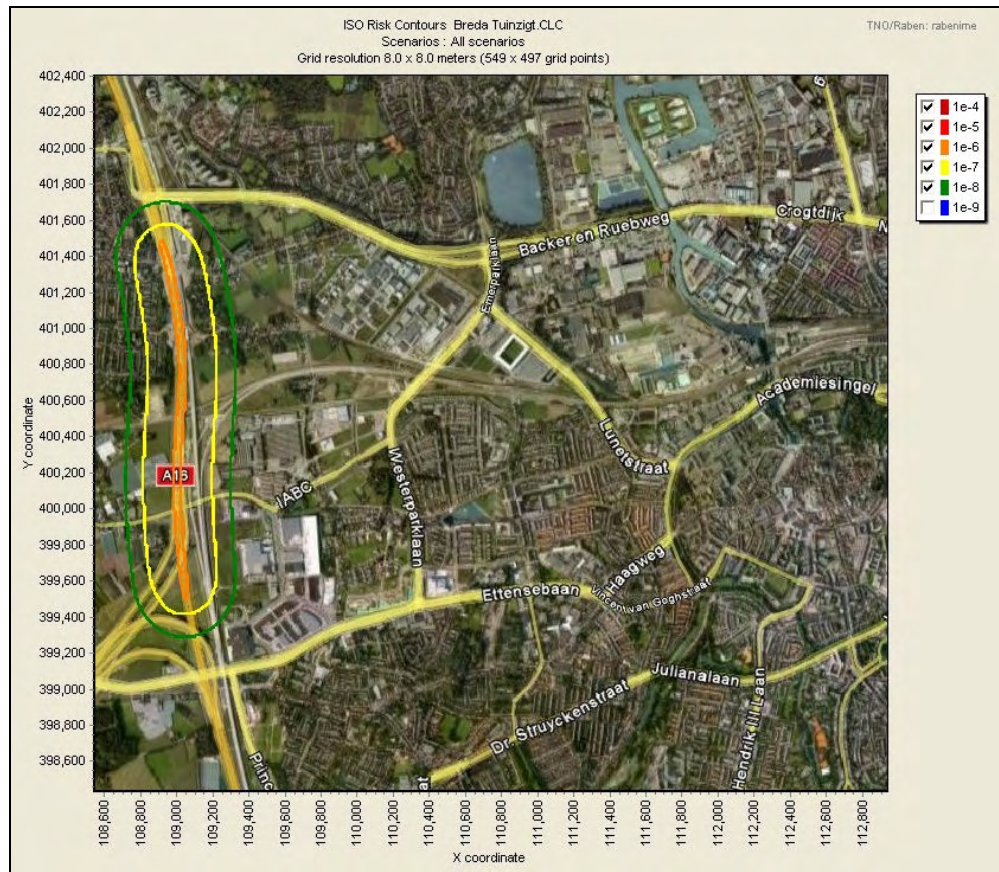 ISO Risk Contours Breda Tuinzigt.CLC
TNO/Raben: rabenime
Scenarios : All scenarios
Grid resolution 8.0 x 8.0 meters (549 x 497 grid points)
402,400
402,200
402,000
401,800
401,600
401,400
401,200
401,000
400,800
400,600
400,400
400,200
400,000
399,800
399,600
399,400
399,200
399,000
398,800
398,600
Y coordinate
1e-4
1e-5
1e-6
1e-7
1e-8
1e-9
Crogtdijk
N
Backer en Ruebweg
Emerparklaan
Academiesingel
Lunetstraat
A16
IABC
Westerparklaan
Haagweg
Ettensebaan
Vincent van Goghstraat
Julianalaan
Dr. Struyckenstraat
Hendrik III Laan
Princ
at
108,600
108,800
109,000
109,200
109,400
109,600
109,800
110,000
110,200
110,400
110,600
110,800
111,000
111,200
111,400
111,600
111,800
112,000
112,200
112,400
112,600
112,800
X coordinate